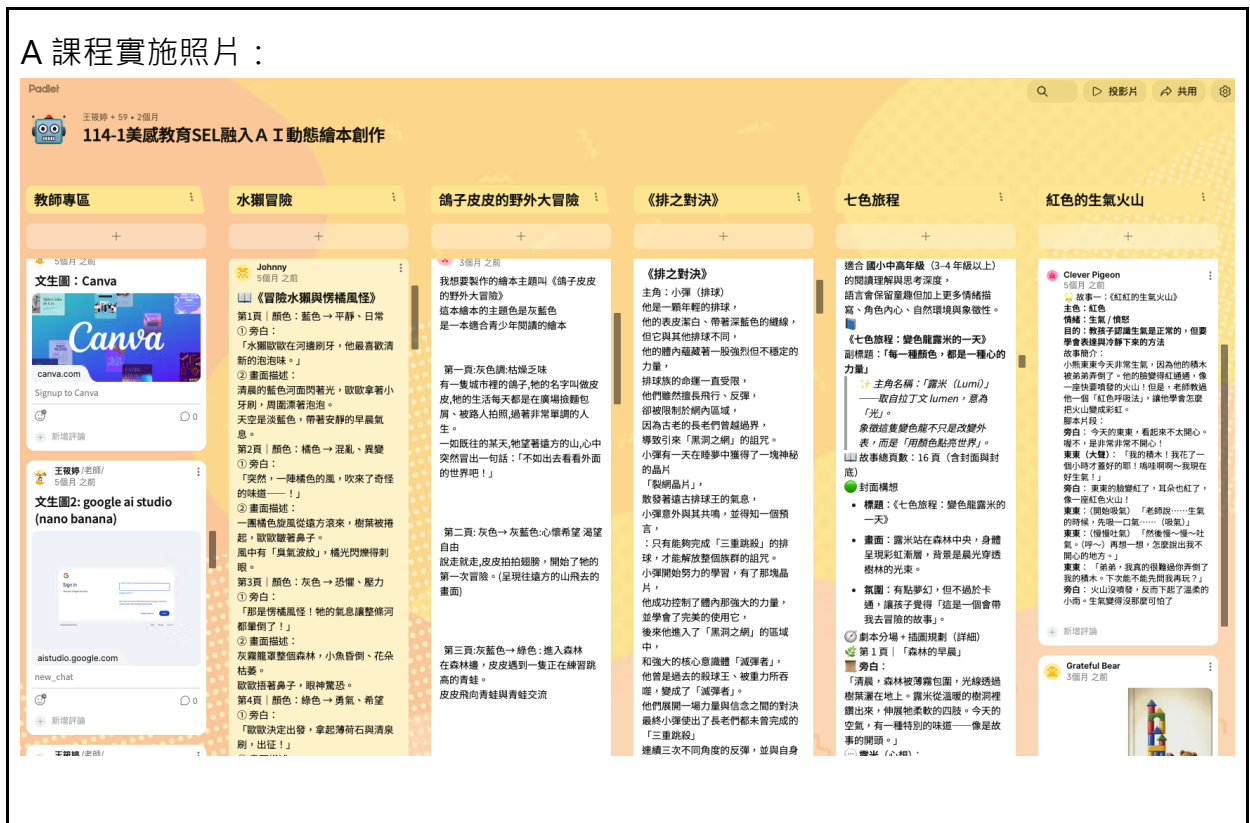 A 課程實施照片：
Padlet
投影片
共用
王筱婷 + 59 • 2個月
114-1美感教育SEL融入ＡＩ動態繪本創作
教師專區
5個月 之前
文生圖：Canva
Canva
canva.com
Signup to Canva
0
新增評論
王筱婷 /老師/
5個月 之前
文生圖2: google ai studio
(nano banana)
Sign in
aistudio.google.com
new_chat
0
新增評論
王筱婷 /老師/
水獺冒險
Johnny
5個月 之前
📖《冒險水獺與愣橘風怪》
第1頁｜顏色：藍色 → 平靜、日常
① 旁白：
「水獺歐歐在河邊刷牙，他最喜歡清
新的泡泡味。」
② 畫面描述：
清晨的藍色河面閃著光，歐歐拿著小
牙刷，周圍漂著泡泡。
天空是淡藍色，帶著安靜的早晨氣
息。
第2頁｜顏色：橘色 → 混亂、異變
① 旁白：
「突然，一陣橘色的風，吹來了奇怪
的味道——！」
② 畫面描述：
一團橘色旋風從遠方滾來，樹葉被捲
起，歐歐皺著鼻子。
風中有「臭氣波紋」，橘光閃爍得刺
眼。
第3頁｜顏色：灰色 → 恐懼、壓力
① 旁白：
「那是愣橘風怪！牠的氣息讓整條河
都暈倒了！」
② 畫面描述：
灰霧籠罩整個森林，小魚昏倒、花朵
枯萎。
歐歐捂著鼻子，眼神驚恐。
第4頁｜顏色：綠色 → 勇氣、希望
① 旁白：
「歐歐決定出發，拿起薄荷石與清泉
刷，出征！」
鴿子皮皮的野外大冒險
3個月 之前
我想要製作的繪本主題叫《鴿子皮皮
的野外大冒險》
這本繪本的主題色是灰藍色
是一本適合青少年閱讀的繪本
第一頁:灰色調:枯燥乏味
有一隻城市裡的鴿子,牠的名字叫做皮
皮,牠的生活每天都是在廣場撿麵包
屑、被路人拍照,過著非常單調的人
生。
一如既往的某天,牠望著遠方的山,心中
突然冒出一句話：「不如出去看看外面
的世界吧！」
第二頁: 灰色→ 灰藍色:心懷希望 渴望
自由
說走就走,皮皮拍拍翅膀，開始了牠的
第一次冒險。(呈現往遠方的山飛去的
畫面)
第三頁:灰藍色→ 綠色 : 進入森林
在森林邊，皮皮遇到一隻正在練習跳
高的青蛙。
皮皮飛向青蛙與青蛙交流
《排之對決》
《排之對決》
主角：小彈（排球）
他是一顆年輕的排球，
他的表皮潔白、帶著深藍色的縫線，
但它與其他排球不同，
他的體內蘊藏著一股強烈但不穩定的
力量，
排球族的命運一直受限，
他們雖然擅長飛行、反彈，
卻被限制於網內區域，
因為古老的長老們曾越過界，
導致引來「黑洞之網」的詛咒。
小彈有一天在睡夢中獲得了一塊神秘
的晶片
「裂網晶片」，
散發著遠古排球王的氣息，
小彈意外與其共鳴，並得知一個預
言，
：只有能夠完成「三重跳殺」的排
球，才能解放整個族群的詛咒。
小彈開始努力的學習，有了那塊晶
片，
他成功控制了體內那強大的力量，
並學會了完美的使用它，
後來他進入了「黑洞之網」的區域
中，
和強大的核心意識體「滅彈者」，
他曾是過去的殺球王、被重力所吞
噬，變成了「滅彈者」。
他們展開一場力量與信念之間的對決
最終小彈使出了長老們都未曾完成的
「三重跳殺」
連續三次不同角度的反彈，並與自身
七色旅程
適合 國小中高年級（3–4 年級以上）
的閱讀理解與思考深度，
語言會保留童趣但加上更多情緒描
寫、角色內心、自然環境與象徵性。
📘
《七色旅程：變色龍露米的一天》
副標題：「每一種顏色，都是一種心的
力量」
✨ 主角名稱：「露米（Lumi）」
——取自拉丁文 lumen，意為
「光」。
象徵這隻變色龍不只是改變外
表，而是「用顏色點亮世界」。
📖 故事總頁數：16 頁（含封面與封
底）
🟢 封面構想
• 標題：《七色旅程：變色龍露米的
一天》
• 畫面：露米站在森林中央，身體
呈現彩虹漸層，背景是晨光穿透
樹林的光束。
• 氛圍：有點夢幻，但不過於卡
通，讓孩子覺得「這是一個會帶
我去冒險的故事」。
🧭 劇本分場 + 插圖規劃（詳細）
🌿 第 1 頁｜「森林的早晨」
旁白：
「清晨，森林被薄霧包圍，光線透過
樹葉灑在地上。露米從溫暖的樹洞裡
鑽出來，伸展牠柔軟的四肢。今天的
空氣，有一種特別的味道——像是故
事的開頭。」
💬 露米（心想）：
紅色的生氣火山
Clever Pigeon
5個月 之前
🌟 故事一：《紅紅的生氣火山》
主色：紅色
情緒：生氣 / 憤怒
目的：教孩子認識生氣是正常的，但要
學會表達與冷靜下來的方法
故事簡介：
小熊東東今天非常生氣，因為他的積木
被弟弟弄倒了。他的臉變得紅通通，像
一座快要噴發的火山！但是，老師教過
他一個「紅色呼吸法」，讓他學會怎麼
把火山變成彩虹。
腳本片段：
旁白： 今天的東東，看起來不太開心。
喔不，是非常非常不開心！
東東（大聲）： 「我的積木！我花了一
個小時才蓋好的耶！嗚哇啊啊～我現在
好生氣！」
旁白： 東東的臉變紅了，耳朵也紅了，
像一座紅色火山！
東東：（開始吸氣）「老師說……生氣
的時候，先吸一口氣……（吸氣）」
東東：（慢慢吐氣）「然後慢～慢～吐
氣。（呼～）再想一想，怎麼說出我不
開心的地方。」
東東： 「弟弟，我真的很難過你弄倒了
我的積木。下次能不能先問我再玩？」
旁白： 火山沒噴發，反而下起了溫柔的
小雨。生氣變得沒那麼可怕了
新增評論
Grateful Bear
3個月 之前